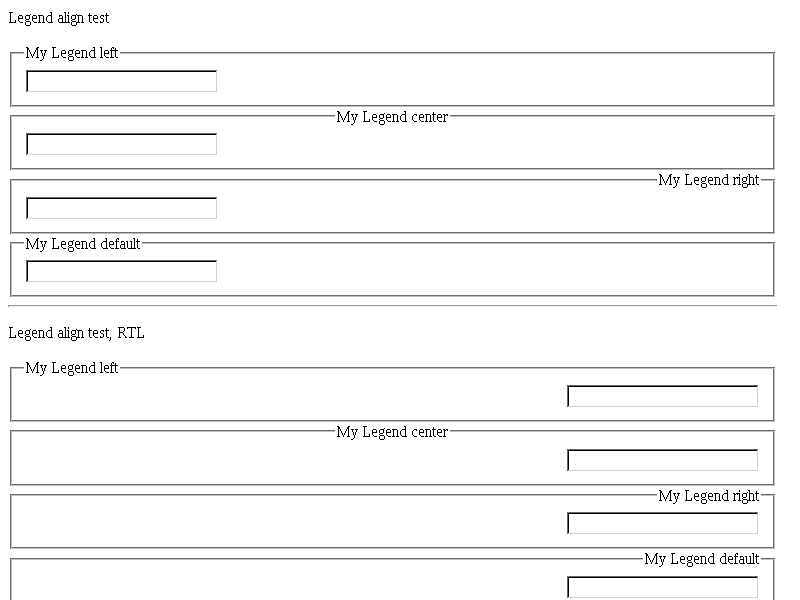 Legend align test
My Legend left
My Legend center
My Legend right
My Legend default
Legend align test, RTL
My Legend left
My Legend center
My Legend right
My Legend default